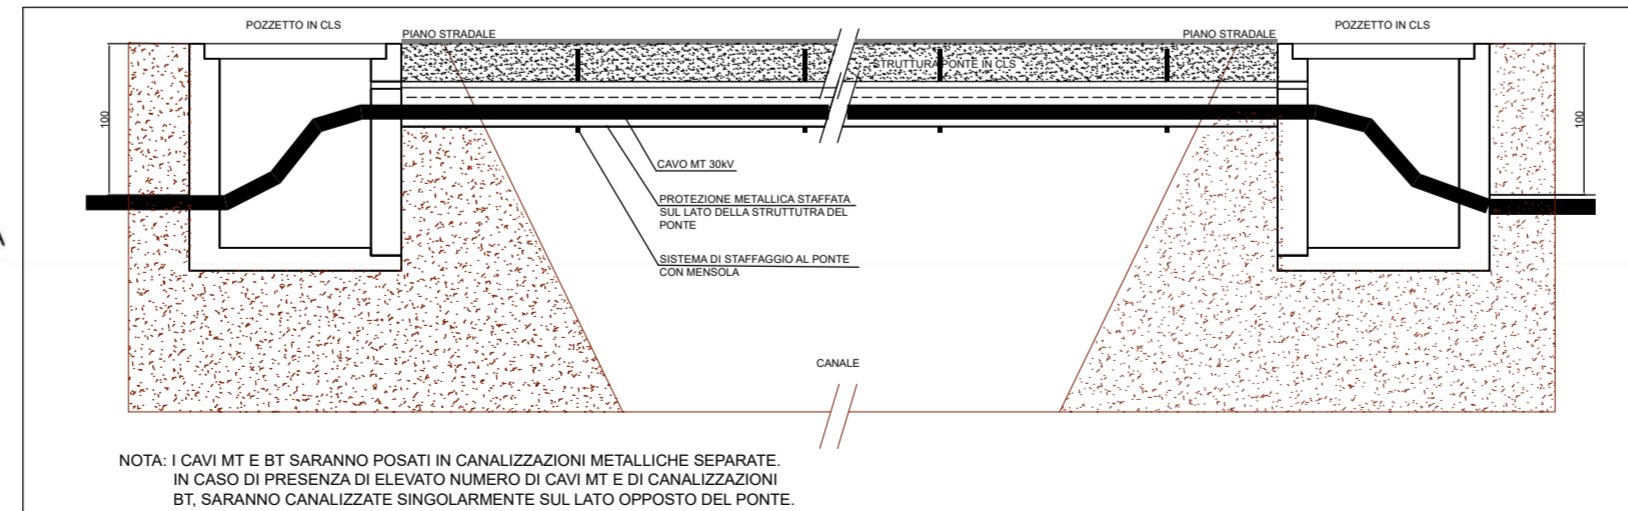 POZZETTO IN CLS
POZZETTO IN CLS
PIANO STRADALE
PIANO STRADALE
STRUTTURA PONTE IN CLS
100
100
CAVO MT 30kV
PROTEZIONE METALLICA STAFFATA
SUL LATO DELLA STRUTTUTRA DEL
PONTE
SISTEMA DI STAFFAGGIO AL PONTE
CON MENSOLA
CANALE
NOTA: I CAVI MT E BT SARANNO POSATI IN CANALIZZAZIONI METALLICHE SEPARATE.
IN CASO DI PRESENZA DI ELEVATO NUMERO DI CAVI MT E DI CANALIZZAZIONI
BT, SARANNO CANALIZZATE SINGOLARMENTE SUL LATO OPPOSTO DEL PONTE.